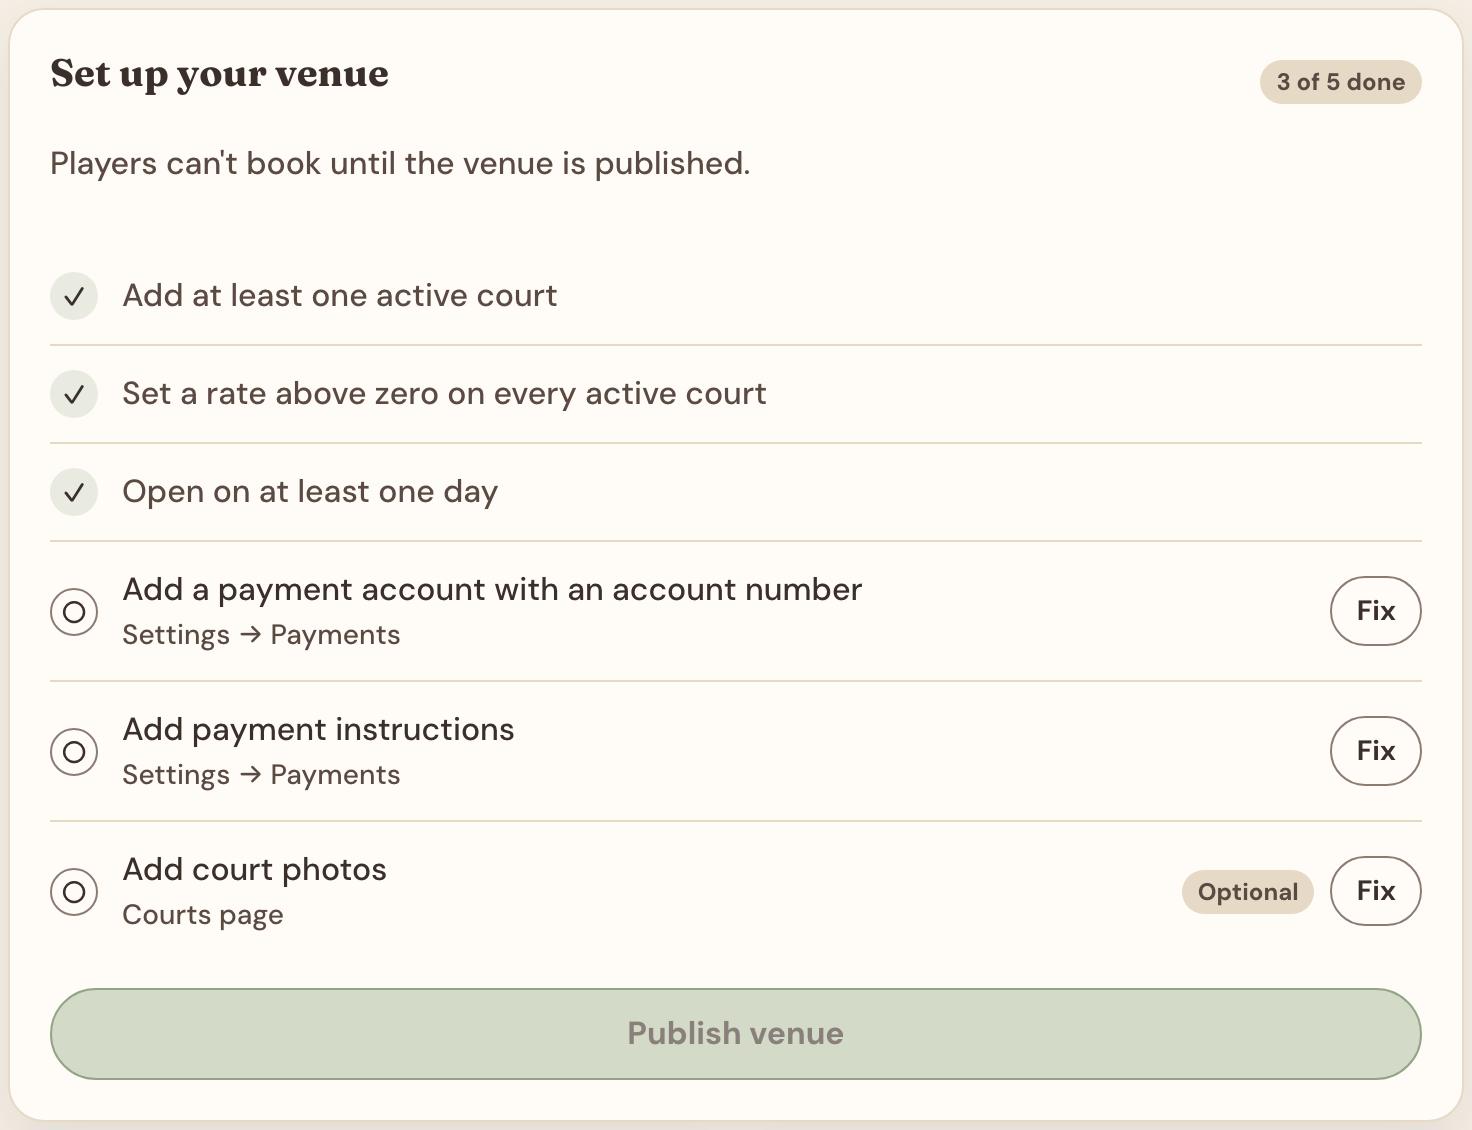 Set up your venue
3 of 5 done
Players can't book until the venue is published.
Add at least one active court
Set a rate above zero on every active court
Open on at least one day
Add a payment account with an account number
Settings → Payments
Fix
Add payment instructions
Settings → Payments
Fix
Add court photos
Courts page
Optional
Fix
Publish venue